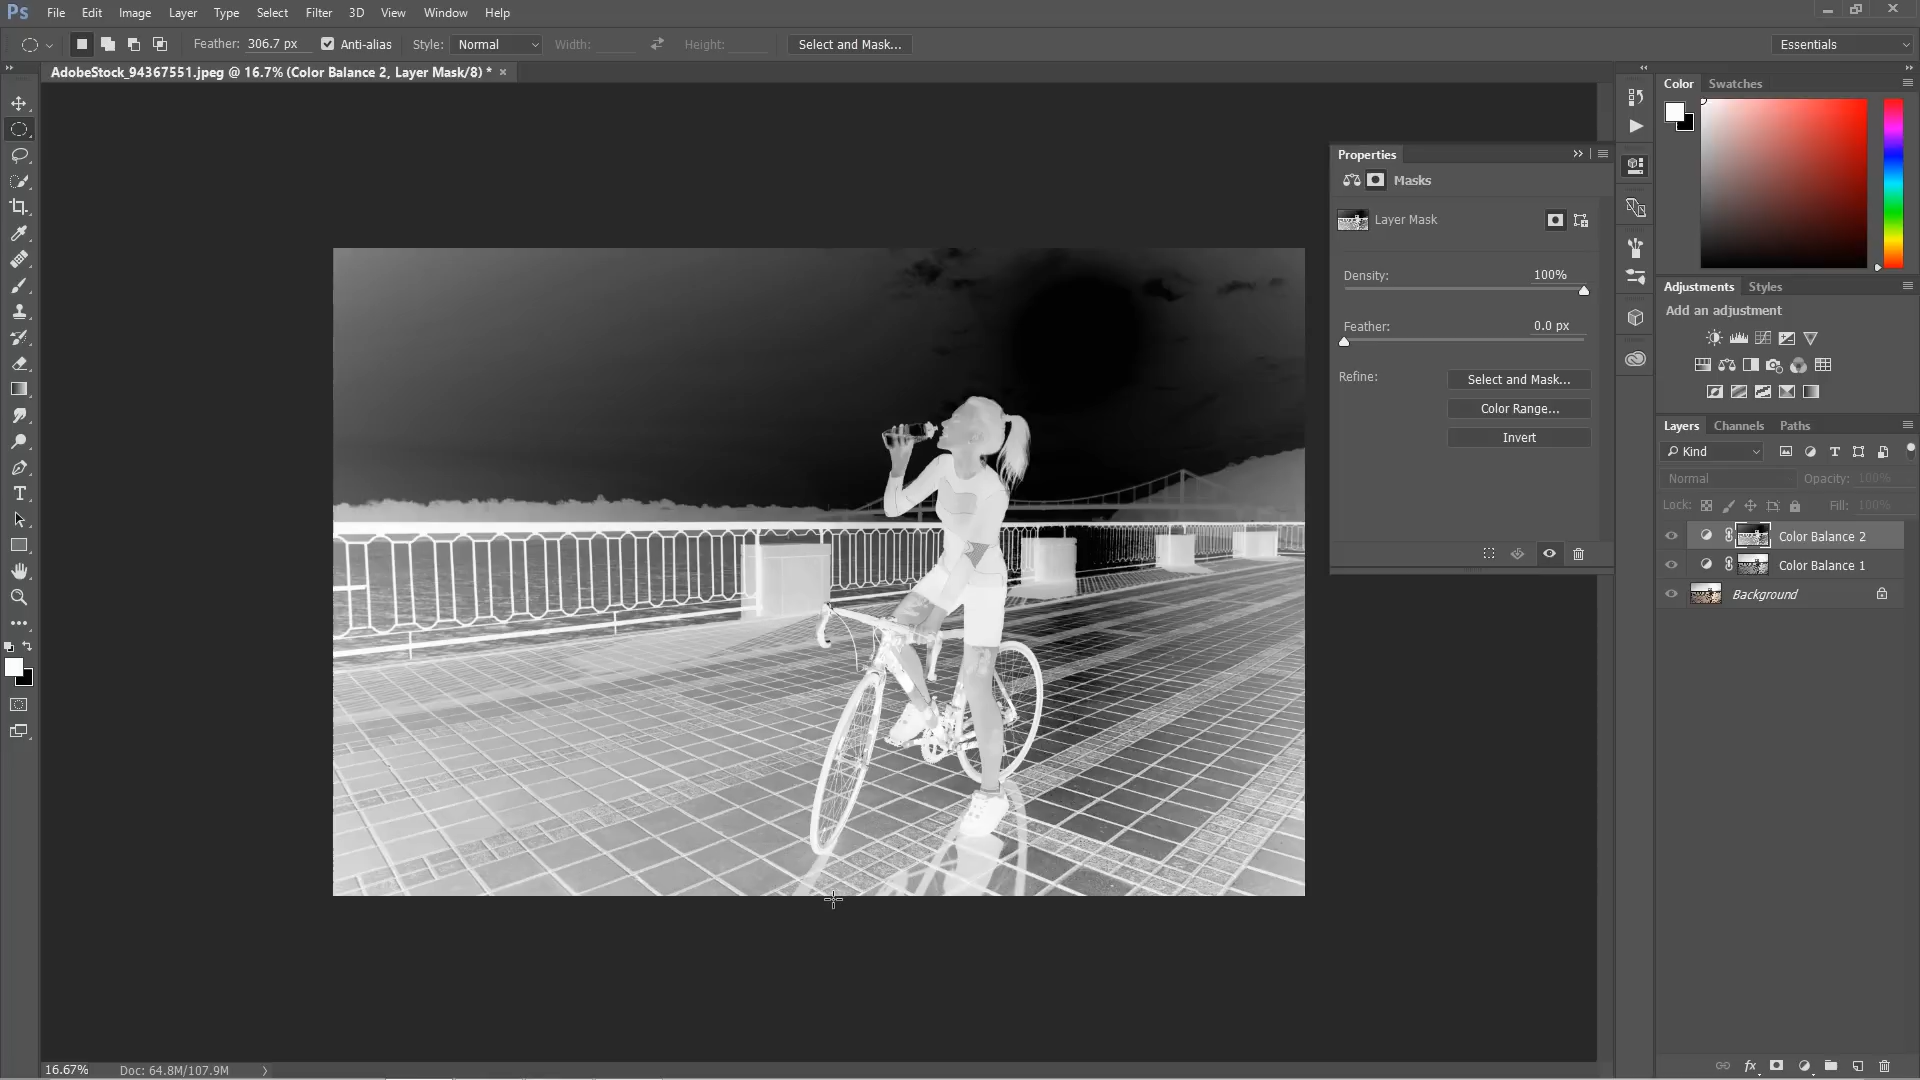 Ps File Edit Image Layer Type Select Filter 3D View Window Help
Feather: 306.7 px Anti-alias Style: Normal Width: Height: Select and Mask... Essentials
AdobeStock_94367551.jpeg @ 16.7% (Color Balance 2, Layer Mask/8) * ×
Color Swatches
Properties
Masks
Layer Mask
Density: 100%
Feather: 0.0 px
Refine: Select and Mask...
Color Range...
Invert
Adjustments Styles
Add an adjustment
Layers Channels Paths
Kind
Normal Opacity: 100%
Lock: Fill: 100%
Color Balance 2
Color Balance 1
Background
16.67% Doc: 64.8M/107.9M